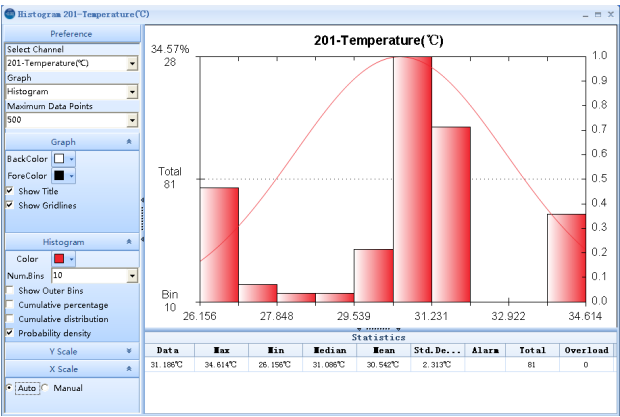 Histogram 201-Temperature(℃)
Preference
Select Channel
201-Temperature(℃)
Graph
Histogram
Maximum Data Points
500
Graph
BackColor
ForeColor
Show Title
Show Gridlines
Histogram
Color
Num.Bins 10
Show Outer Bins
Cumulative percentage
Cumulative distribution
Probability density
Y Scale
X Scale
Auto Manual
201-Temperature(℃)
34.57%
28
Total
81
Bin
10
1.0
0.9
0.8
0.7
0.6
0.5
0.4
0.3
0.2
0.1
0.0
26.156 27.848 29.539 31.231 32.922 34.614
Statistics
Data Max Min Median Mean Std.De... Alarm Total Overload
31.186℃ 34.614℃ 26.156℃ 31.086℃ 30.542℃ 2.313℃ 81 0